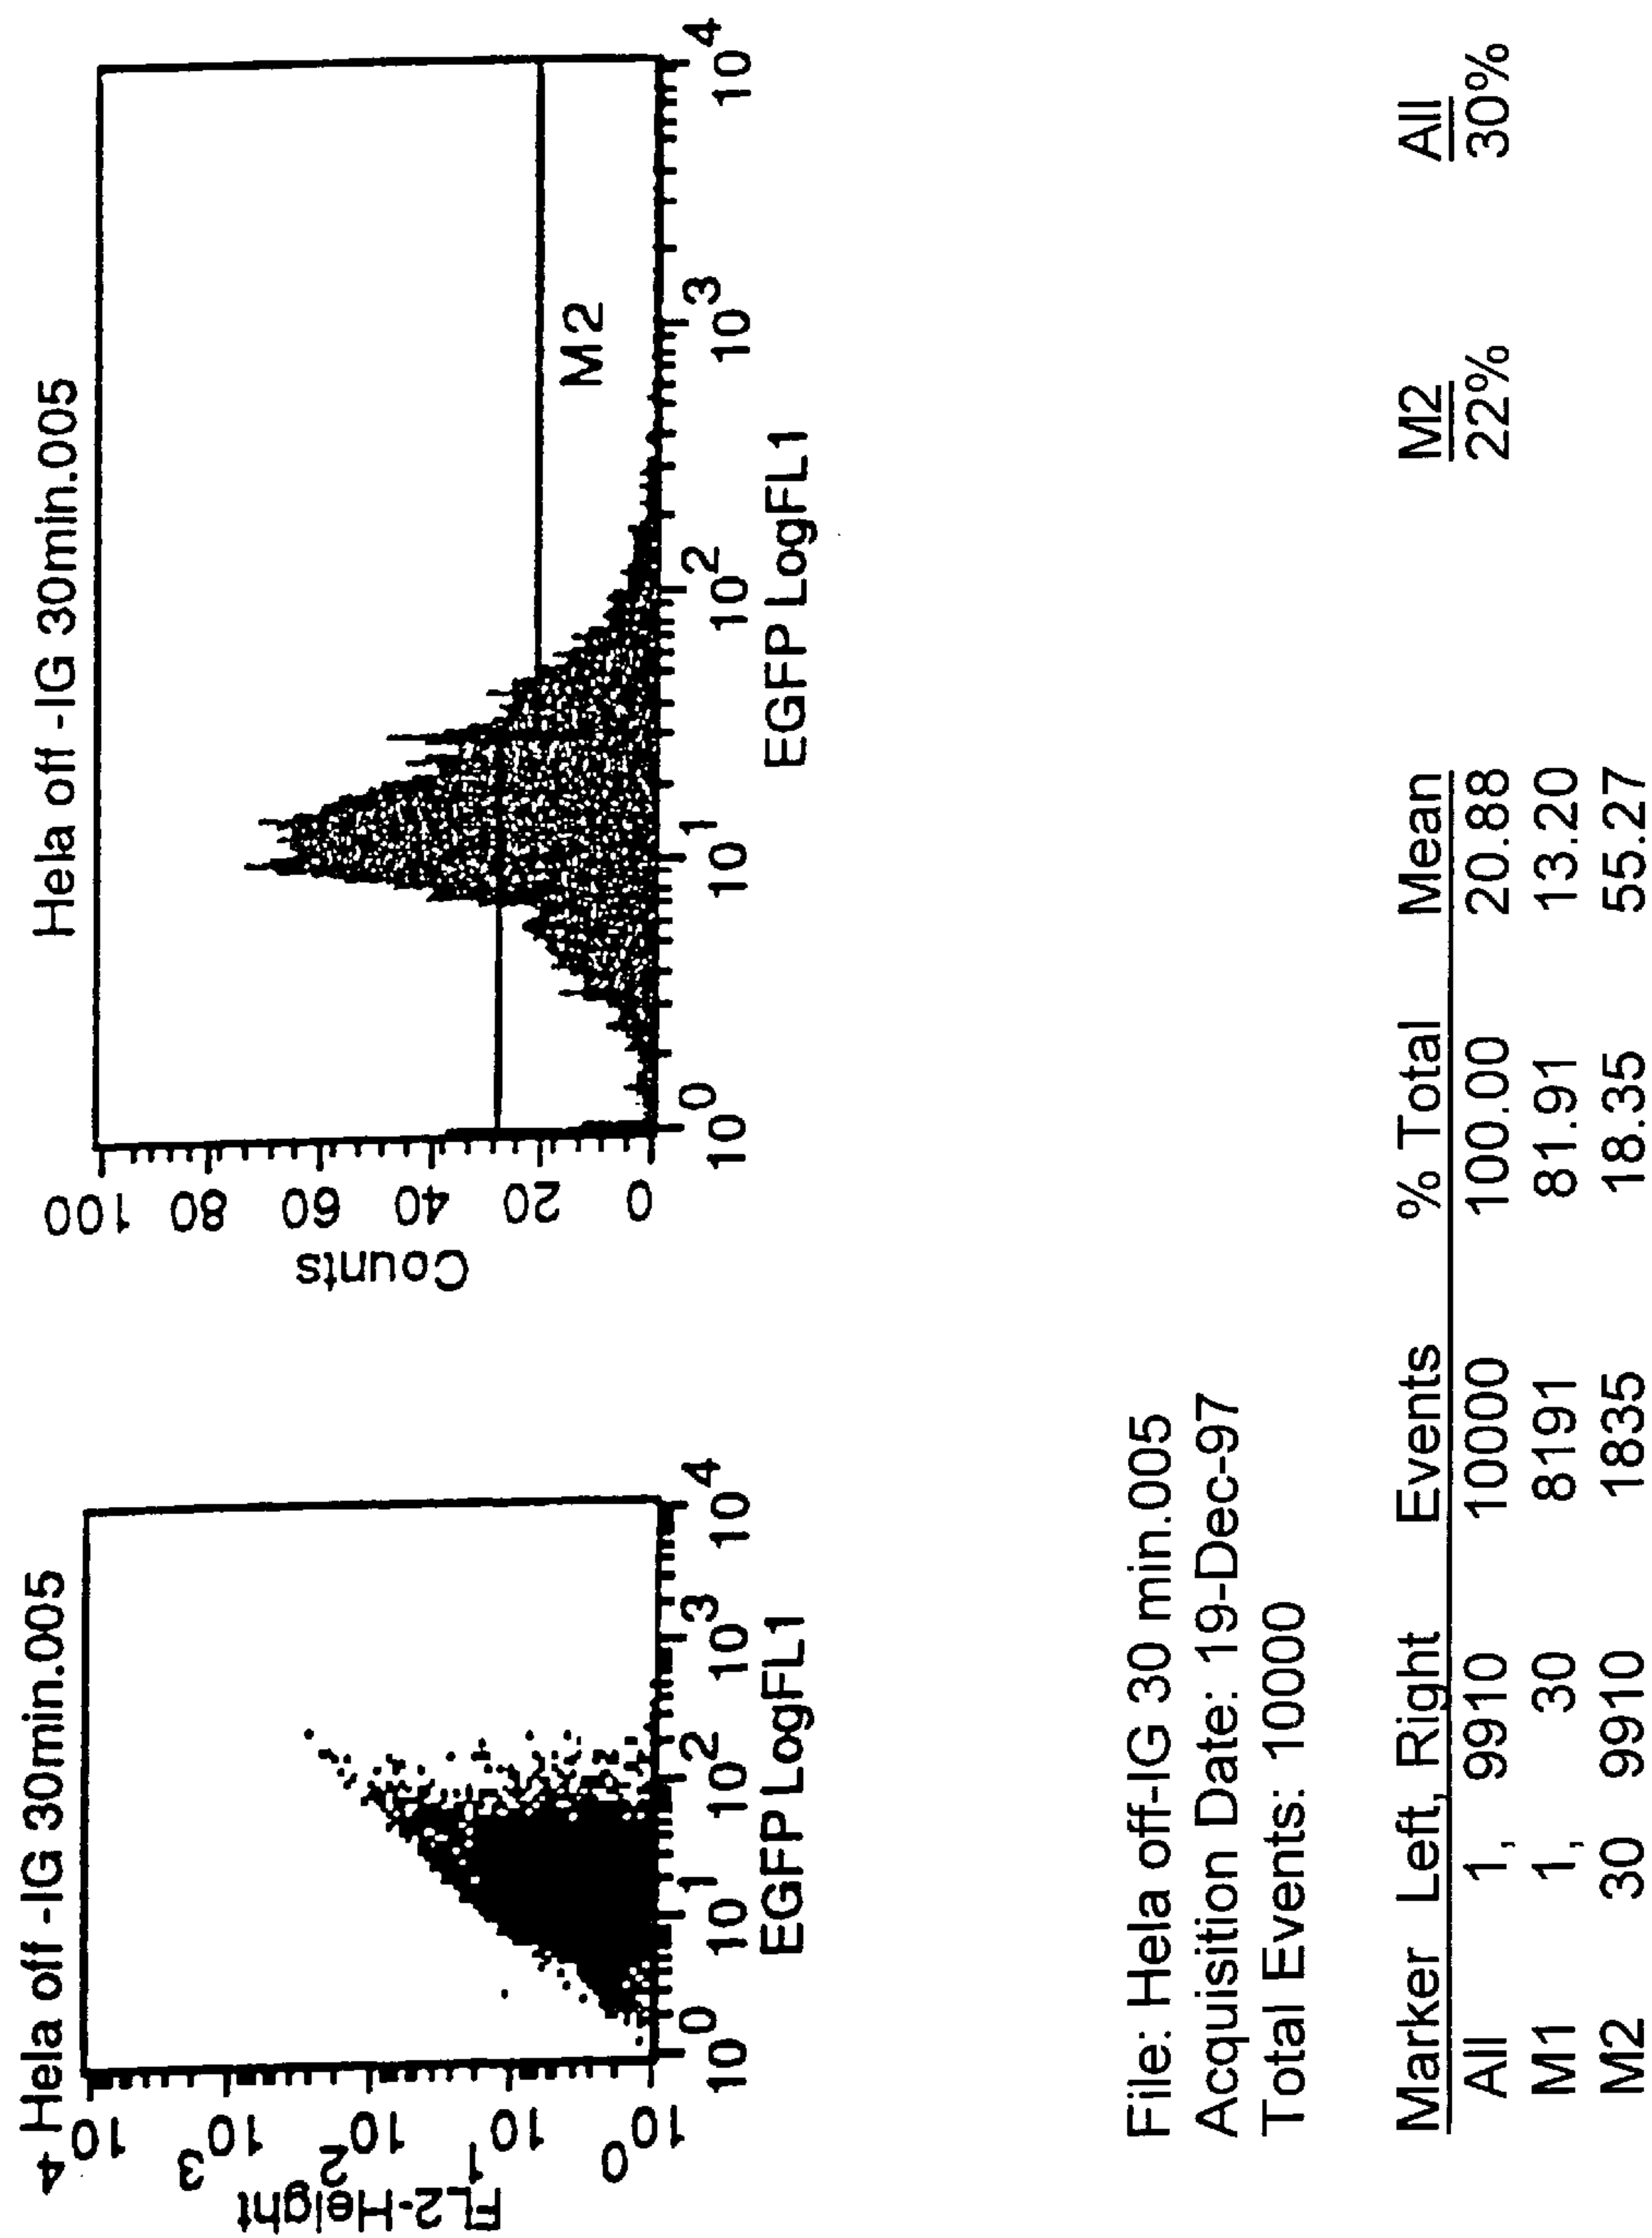 Hela off -IG 30min.005
FL2-Height
10^4
10^3
10^2
10^1
10^0
10^0 10^1 10^2 10^3 10^4
EGFP LogFL1
Hela off -IG 30min.005
Counts
100
80
60
40
20
0
M2
10^0 10^1 10^2 10^3 10^4
EGFP LogFL1
File: Hela off-IG 30 min.005
Acquisition Date: 19-Dec-97
Total Events: 10000
Marker Left, Right Events % Total Mean M2 All
All 1, 9910 10000 100.00 20.88 22% 30%
M1 1, 30 8191 81.91 13.20
M2 30 9910 1835 18.35 55.27